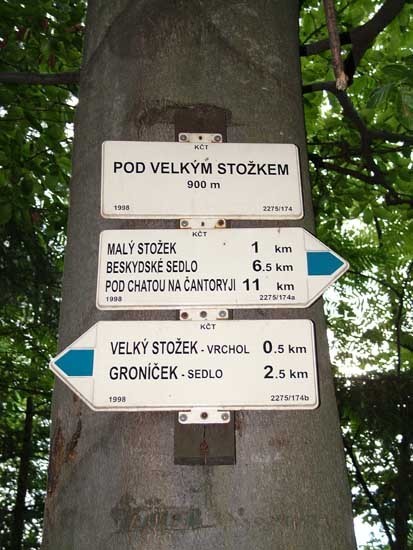 KČT
POD VELKÝM STOŽKEM
900 m
1998 2275/174
KČT
MALÝ STOŽEK 1 km
BESKYDSKÉ SEDLO 6.5 km
POD CHATOU NA ČANTORYJI 11 km
1998 2275/174a
KČT
VELKÝ STOŽEK - VRCHOL 0.5 km
GRONÍČEK - SEDLO 2.5 km
1998 2275/174b